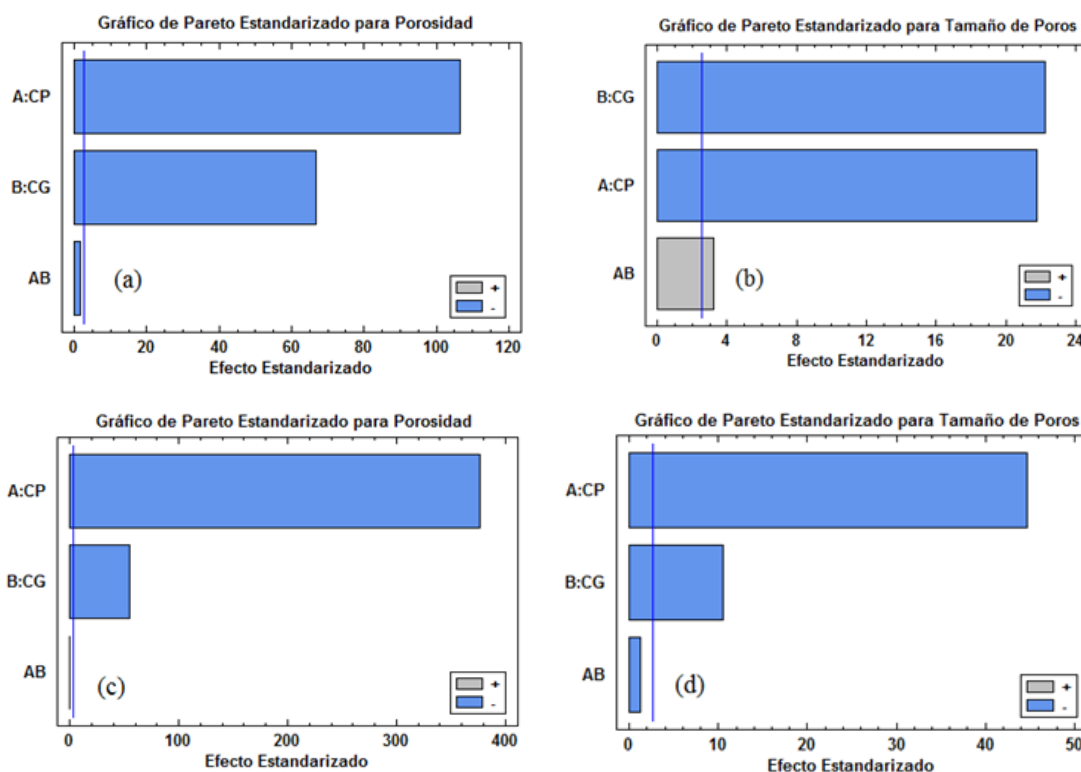 Gráfico de Pareto Estandarizado para Porosidad
A:CP
B:CG
AB
(a)
+
-
0 20 40 60 80 100 120
Efecto Estandarizado
Gráfico de Pareto Estandarizado para Tamaño de Poros
B:CG
A:CP
AB
(b)
+
-
0 4 8 12 16 20 24
Efecto Estandarizado
Gráfico de Pareto Estandarizado para Porosidad
A:CP
B:CG
AB
(c)
+
-
0 100 200 300 400
Efecto Estandarizado
Gráfico de Pareto Estandarizado para Tamaño de Poros
A:CP
B:CG
AB
(d)
+
-
0 10 20 30 40 50
Efecto Estandarizado